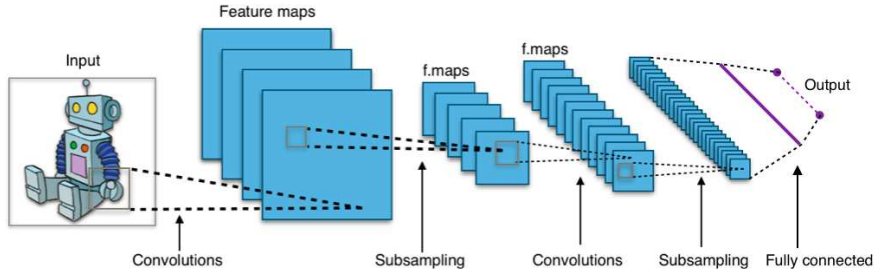 Feature maps
Input
f.maps
f.maps
Output
Convolutions
Subsampling
Convolutions
Subsampling
Fully connected